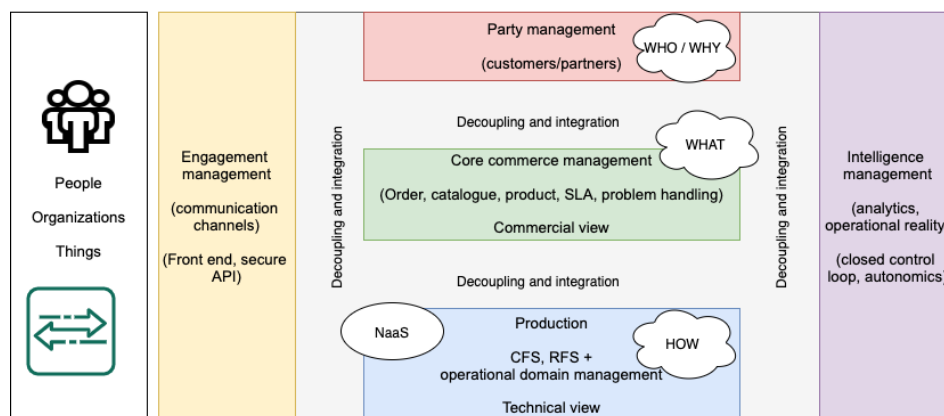 People
Organizations
Things
Engagement
management
(communication
channels)
(Front end, secure
API)
Decoupling and integration
Party management
(customers/partners)
WHO / WHY
Decoupling and integration
WHAT
Core commerce management
(Order, catalogue, product, SLA, problem handling)
Commercial view
Decoupling and integration
NaaS
Production
HOW
CFS, RFS +
operational domain management
Technical view
Decoupling and integration
Intelligence
management
(analytics,
operational reality)
(closed control
loop, autonomics)